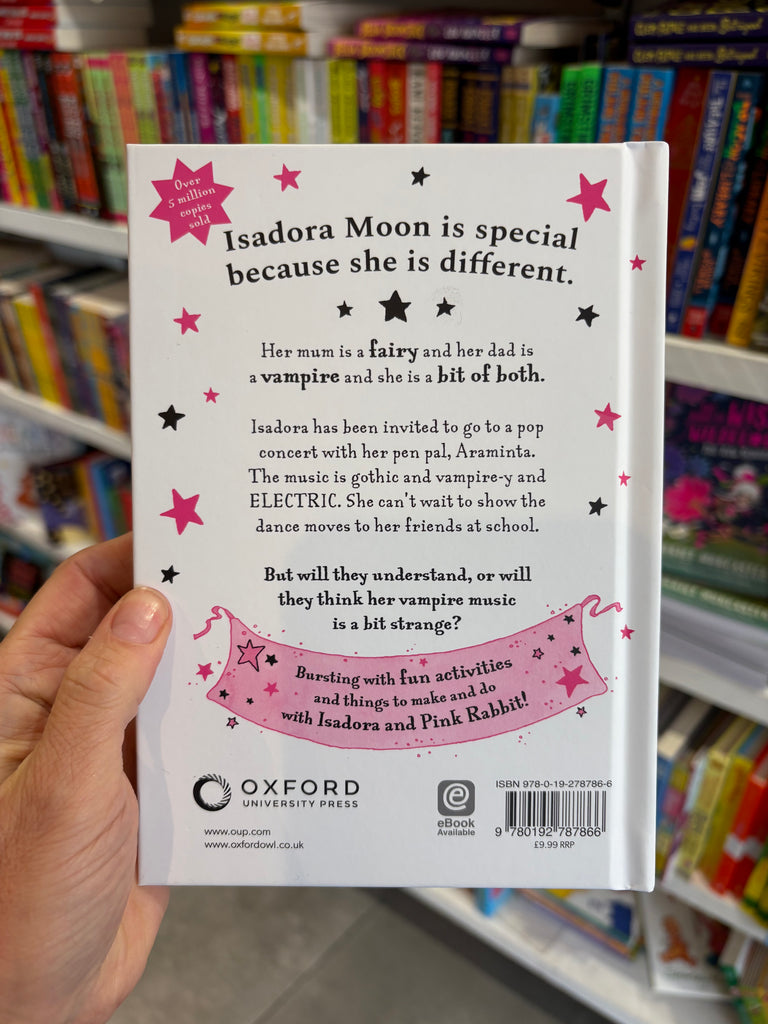 Over
5 million
copies
sold
Isadora Moon is special
because she is different.
Her mum is a fairy and her dad is
a vampire and she is a bit of both.
Isadora has been invited to go to a pop
concert with her pen pal, Araminta.
The music is gothic and vampire-y and
ELECTRIC. She can't wait to show the
dance moves to her friends at school.
But will they understand, or will
they think her vampire music
is a bit strange?
Bursting with fun activities
and things to make and do
with Isadora and Pink Rabbit!
OXFORD
UNIVERSITY PRESS
www.oup.com
www.oxfordowl.co.uk
e
eBook
Available
ISBN 978-0-19-278786-6
9 780192 787866
£9.99 RRP